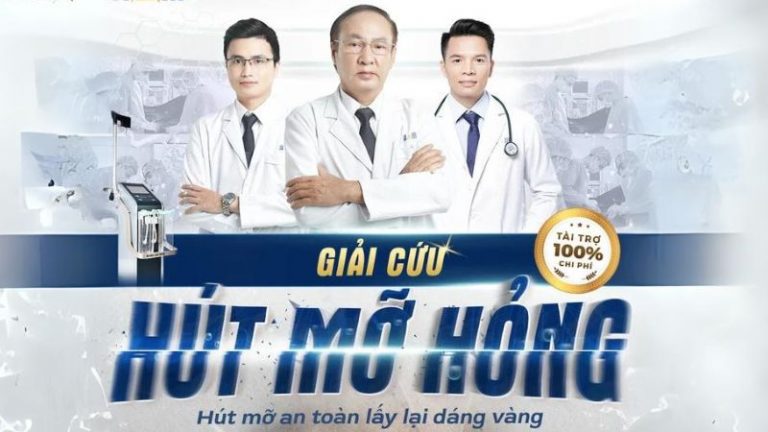 GIẢI CỨU
TÀI TRỢ
100%
CHI PHÍ
HÚT MỠ HỎNG
Hút mỡ an toàn lấy lại dáng vàng